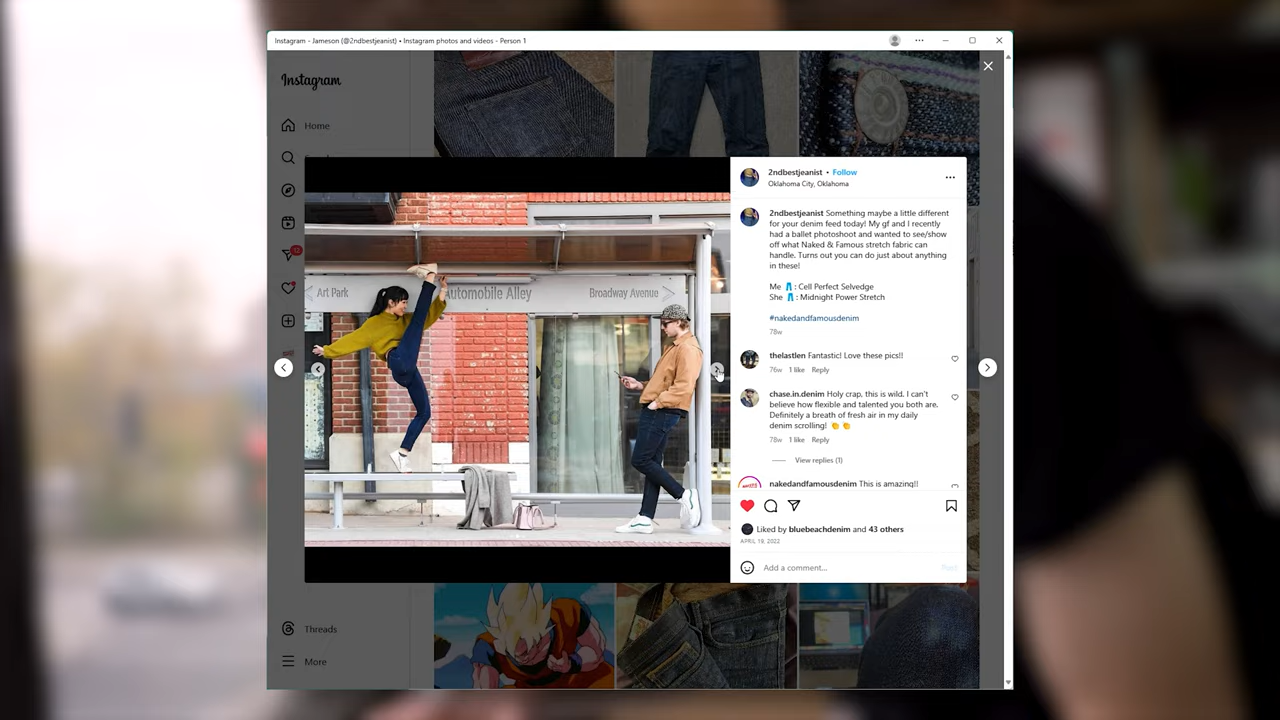 Instagram - Jameson (@2ndbestjeanist) • Instagram photos and videos - Person 1
Instagram
Home
Threads
More
Art Park
Automobile Alley
Broadway Avenue
2ndbestjeanist • Follow
Oklahoma City, Oklahoma
2ndbestjeanist Something maybe a little different
for your denim feed today! My gf and I recently
had a ballet photoshoot and wanted to see/show
off what Naked & Famous stretch fabric can
handle. Turns out you can do just about anything
in these!
Me 👖: Cell Perfect Selvedge
She 👖: Midnight Power Stretch
#nakedandfamousdenim
78w
thelastlen Fantastic! Love these pics!!
76w 1 like Reply
chase.in.denim Holy crap, this is wild. I can't
believe how flexible and talented you both are.
Definitely a breath of fresh air in my daily
denim scrolling! 👏 👏
78w 1 like Reply
View replies (1)
nakedandfamousdenim This is amazing!!
Liked by bluebeachdenim and 43 others
APRIL 19, 2022
Add a comment...
Post